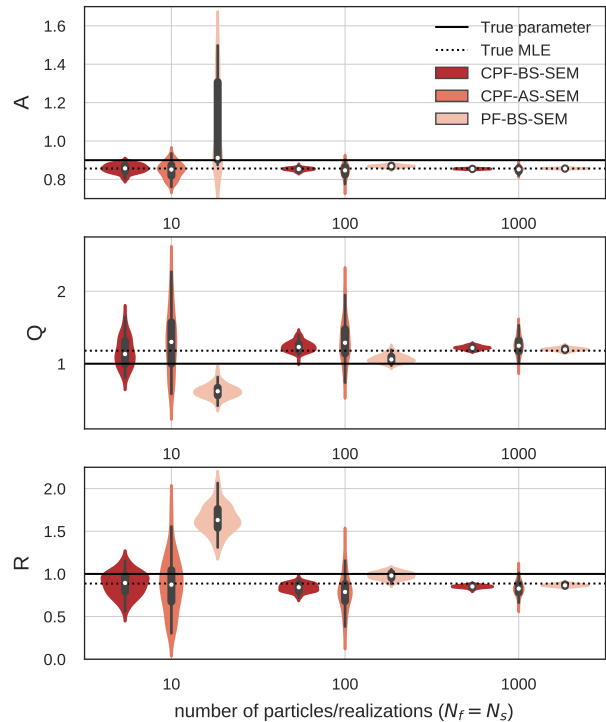 1.6
1.4
1.2
1.0
0.8
A
True parameter
True MLE
CPF-BS-SEM
CPF-AS-SEM
PF-BS-SEM
10
100
1000
2
1
Q
10
100
1000
2.0
1.5
1.0
0.5
0.0
R
10
100
1000
number of particles/realizations (N_f = N_s)